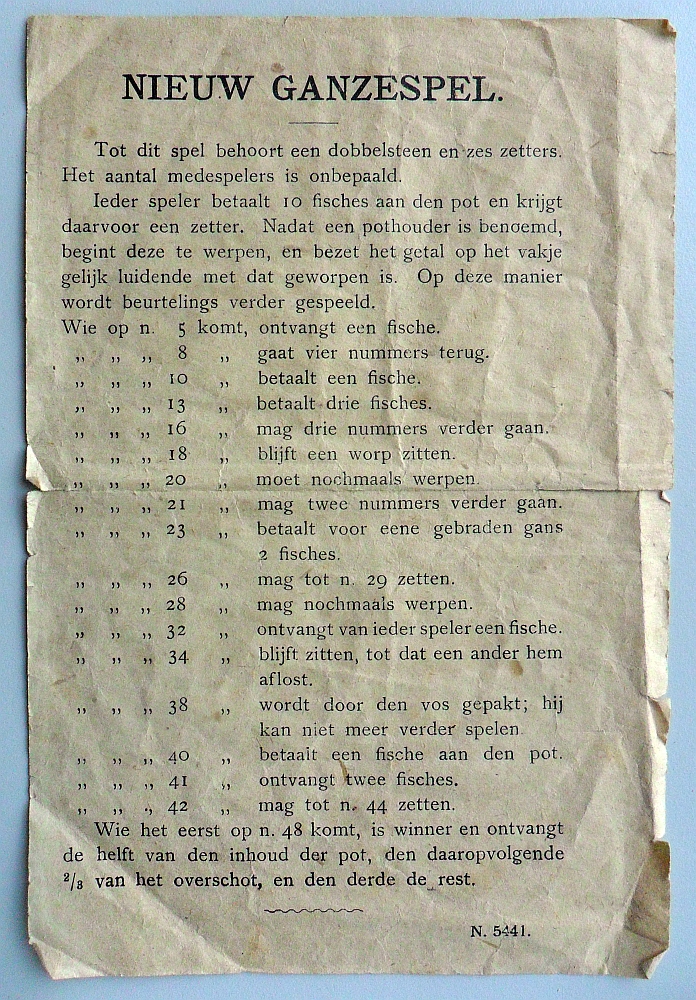 NIEUW GANZESPEL.
Tot dit spel behoort een dobbelsteen en zes zetters.
Het aantal medespelers is onbepaald.
Ieder speler betaalt 10 fisches aan den pot en krijgt
daarvoor een zetter. Nadat een pothouder is benoemd,
begint deze te werpen, en bezet het getal op het vakje
gelijk luidende met dat geworpen is. Op deze manier
wordt beurtelings verder gespeeld.
Wie op n. 5 komt, ontvangt een fische.
„ „ „ 8 „ gaat vier nummers terug.
„ „ „ 10 „ betaalt een fische.
„ „ „ 13 „ betaalt drie fisches.
„ „ „ 16 „ mag drie nummers verder gaan.
„ „ „ 18 „ blijft een worp zitten.
„ „ „ 20 „ moet nochmaals werpen.
„ „ „ 21 „ mag twee nummers verder gaan.
„ „ „ 23 „ betaalt voor eene gebraden gans
2 fisches.
„ „ „ 26 „ mag tot n. 29 zetten.
„ „ „ 28 „ mag nochmaals werpen.
„ „ „ 32 „ ontvangt van ieder speler een fische.
„ „ „ 34 „ blijft zitten, tot dat een ander hem
aflost.
„ „ „ 38 „ wordt door den vos gepakt; hij
kan niet meer verder spelen
„ „ „ 40 „ betaalt een fische aan den pot.
„ „ „ 41 „ ontvangt twee fisches.
„ „ „ 42 „ mag tot n. 44 zetten.
Wie het eerst op n. 48 komt, is winner en ontvangt
de helft van den inhoud der pot, den daaropvolgende
2/3 van het overschot, en den derde de rest.
N. 5441.